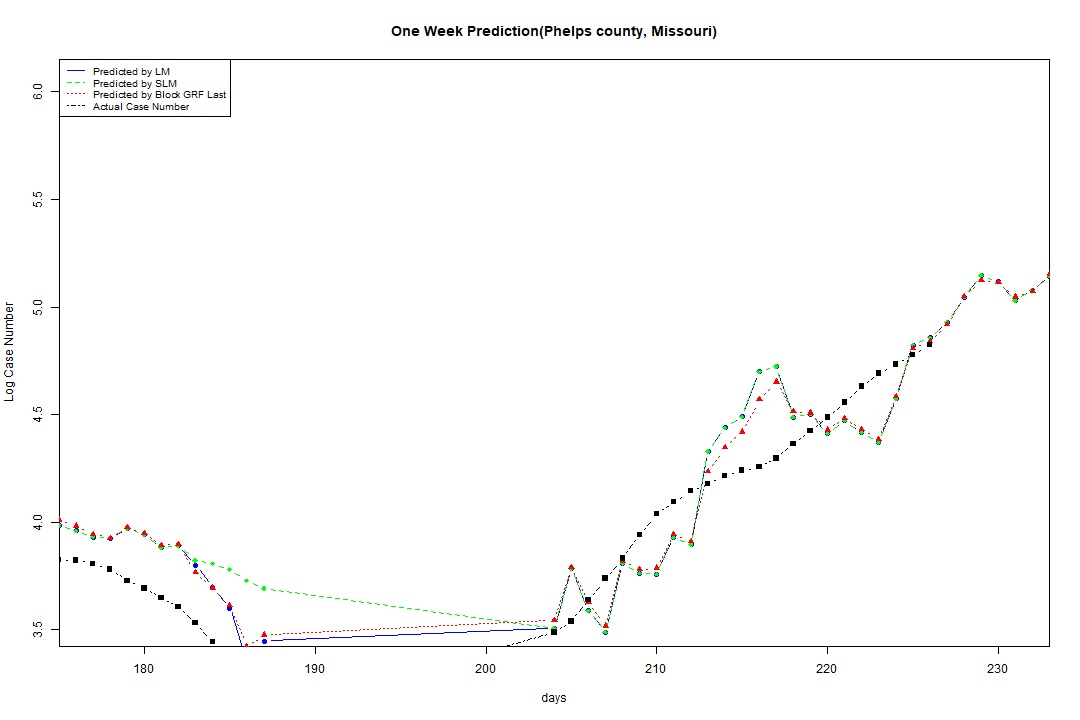 One Week Prediction(Phelps county, Missouri)
Predicted by LM
Predicted by SLM
Predicted by Block GRF Last
Actual Case Number
6.0
5.5
5.0
4.5
4.0
3.5
Log Case Number
180 190 200 210 220 230
days